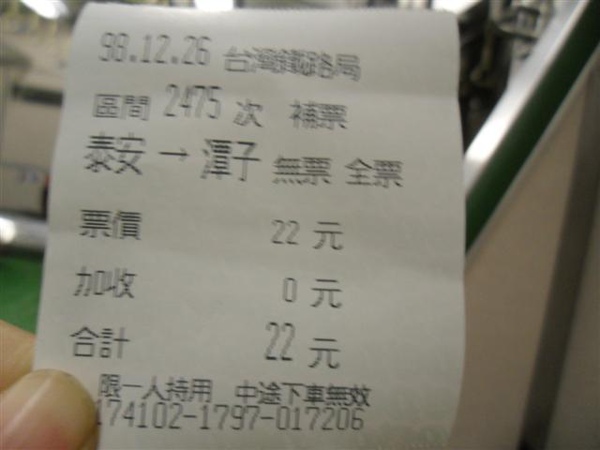 98.12.26 台灣鐵路局
區間 2475 次 補票
泰安 → 潭子 無票 全票
票價 22 元
加收 0 元
合計 22 元
限一人持用 中途下車無效
174102-1797-017206